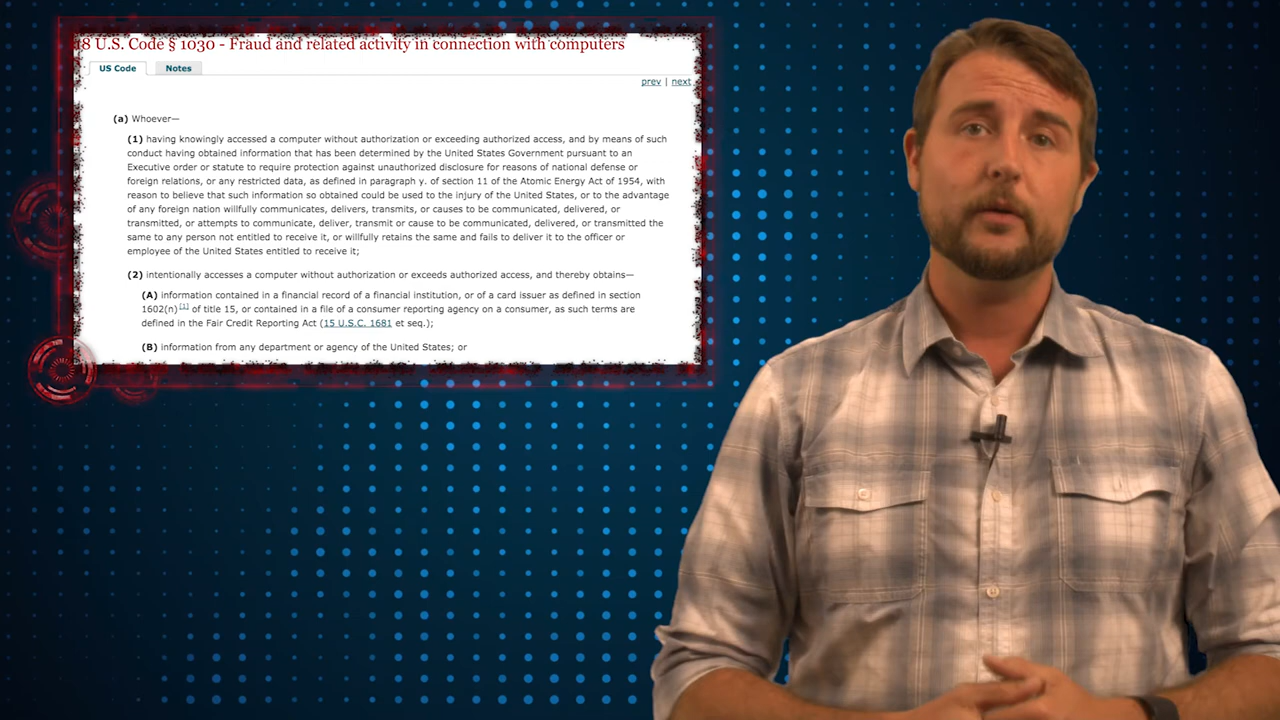 18 U.S. Code § 1030 - Fraud and related activity in connection with computers
US Code Notes
prev | next
(a) Whoever—
(1) having knowingly accessed a computer without authorization or exceeding authorized access, and by means of such
conduct having obtained information that has been determined by the United States Government pursuant to an
Executive order or statute to require protection against unauthorized disclosure for reasons of national defense or
foreign relations, or any restricted data, as defined in paragraph y. of section 11 of the Atomic Energy Act of 1954, with
reason to believe that such information so obtained could be used to the injury of the United States, or to the advantage
of any foreign nation willfully communicates, delivers, transmits, or causes to be communicated, delivered, or
transmitted, or attempts to communicate, deliver, transmit or cause to be communicated, delivered, or transmitted the
same to any person not entitled to receive it, or willfully retains the same and fails to deliver it to the officer or
employee of the United States entitled to receive it;
(2) intentionally accesses a computer without authorization or exceeds authorized access, and thereby obtains—
(A) information contained in a financial record of a financial institution, or of a card issuer as defined in section
1602(n) [1] of title 15, or contained in a file of a consumer reporting agency on a consumer, as such terms are
defined in the Fair Credit Reporting Act (15 U.S.C. 1681 et seq.);
(B) information from any department or agency of the United States; or